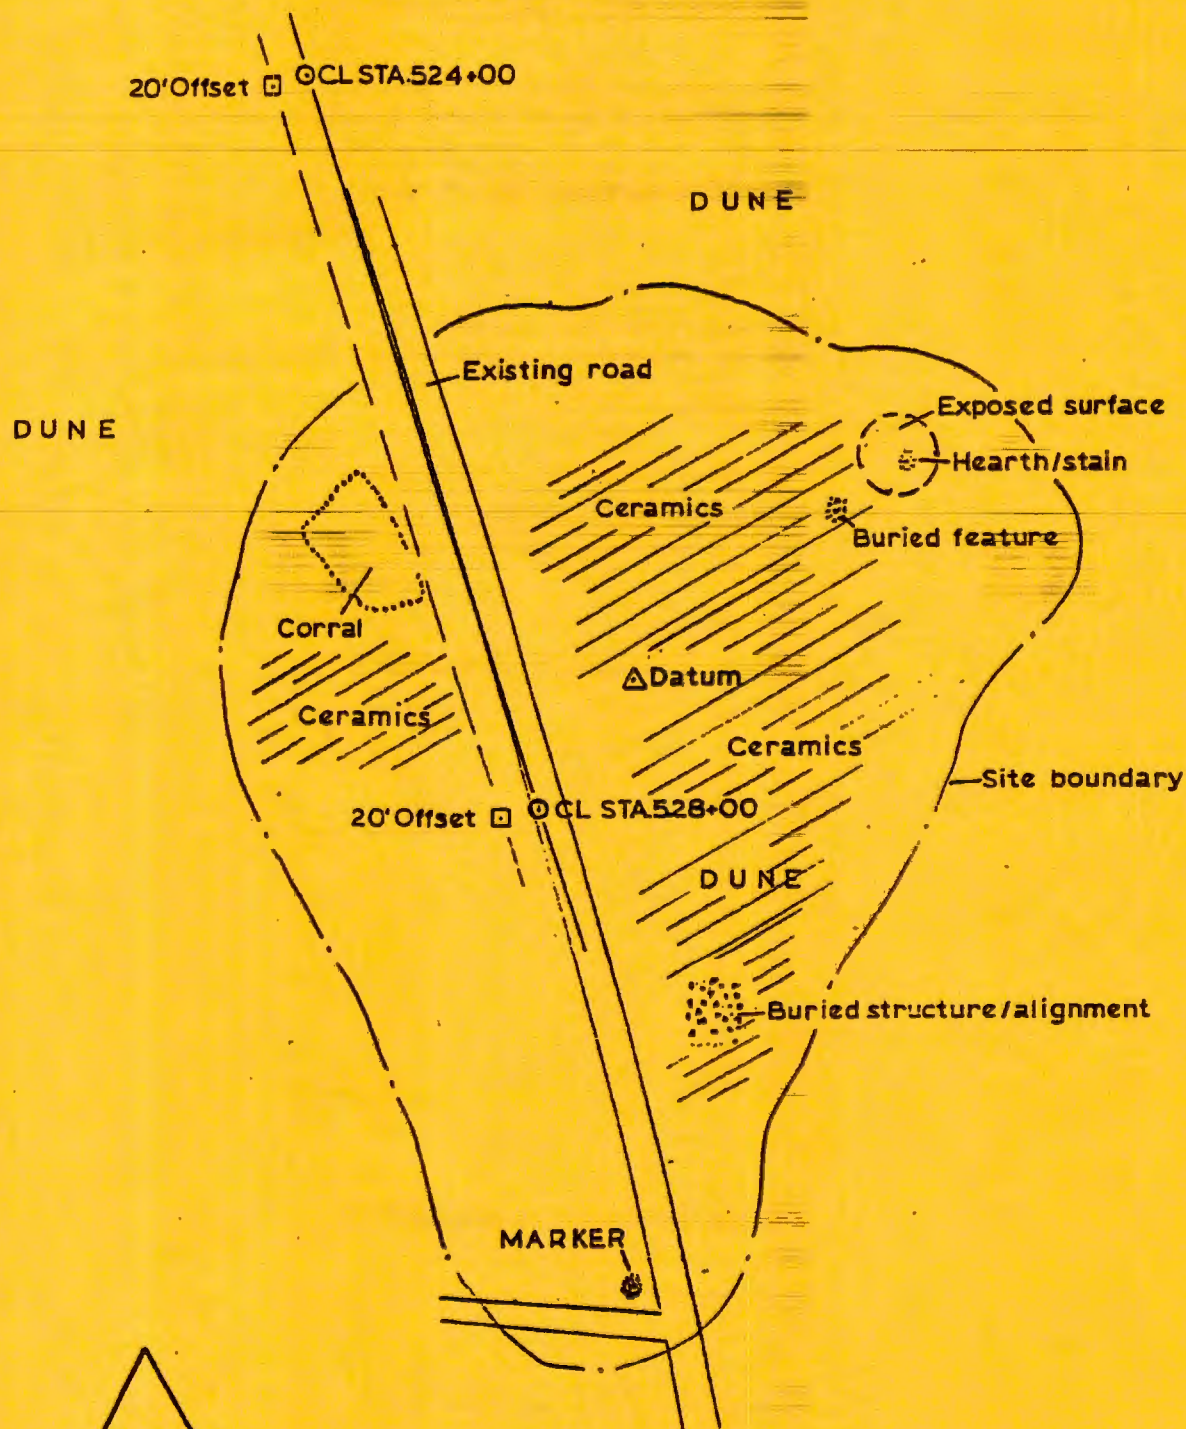 20'Offset
CL STA.524+00
DUNE
Existing road
DUNE
Exposed surface
Hearth/stain
Ceramics
Buried feature
Corral
Datum
Ceramics
Ceramics
Site boundary
20'Offset
CL STA.528+00
DUNE
Buried structure/alignment
MARKER